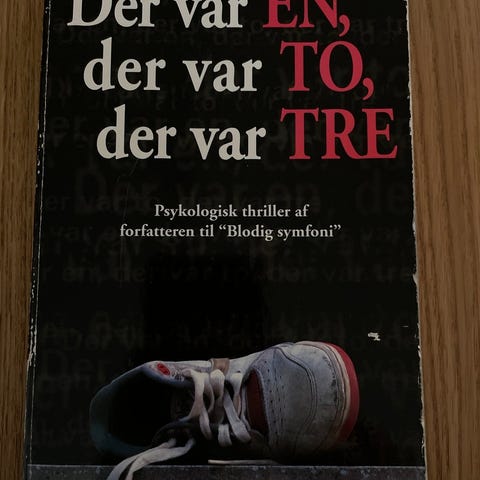 Der var EN,
der var TO,
der var TRE
Psykologisk thriller af
forfatteren til “Blodig symfoni”